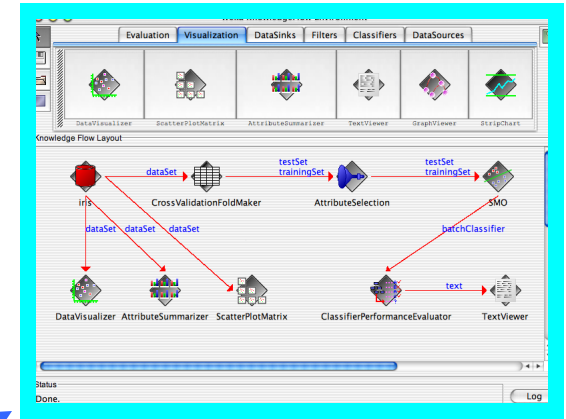 Evaluation Visualization DataSinks Filters Classifiers DataSources
DataVisualizer ScatterPlotMatrix AttributeSummarizer TextViewer GraphViewer StripChart
Knowledge Flow Layout
dataSet testSet trainingSet testSet trainingSet
iris CrossValidationFoldMaker AttributeSelection SMO
dataSet dataSet dataSet batchClassifier
text
DataVisualizer AttributeSummarizer ScatterPlotMatrix ClassifierPerformanceEvaluator TextViewer
Status
Done. Log